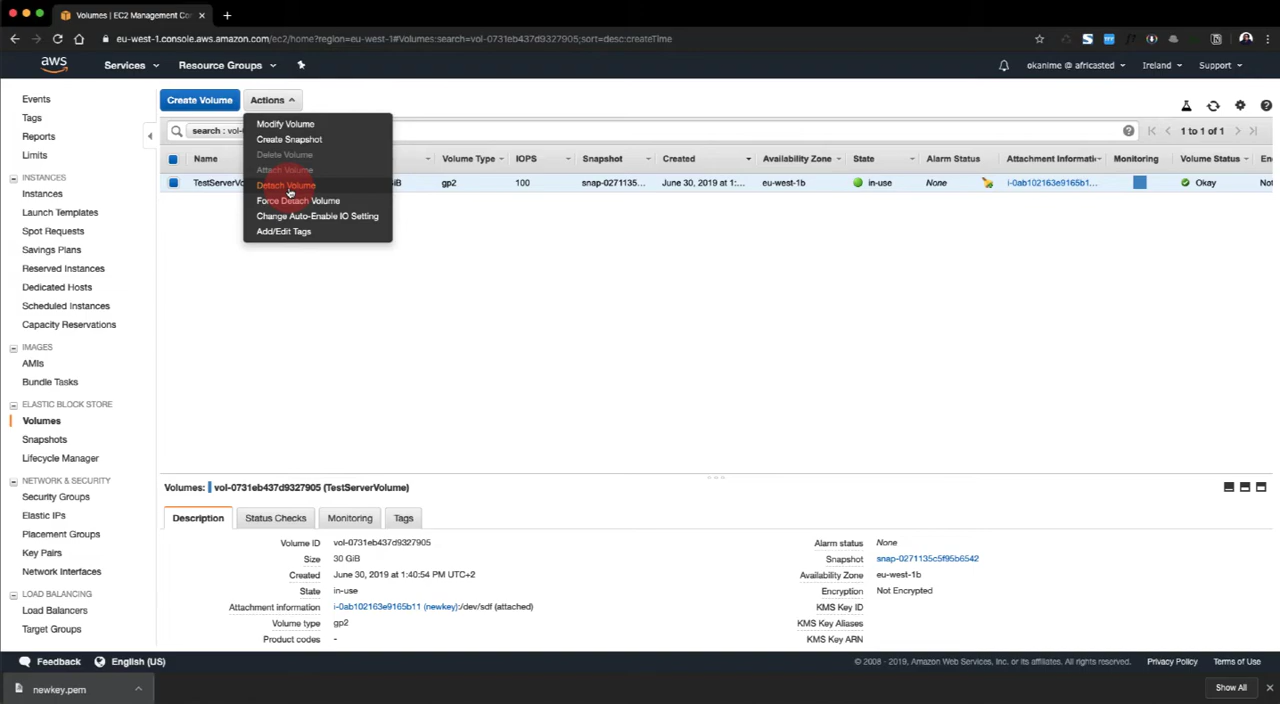 Volumes | EC2 Management Co
eu-west-1.console.aws.amazon.com/ec2/home?region=eu-west-1#Volumes:search=vol-0731eb437d9327905;sort=desc:createTime
aws
Services
Resource Groups
okanime @ africasted
Ireland
Support
Events
Tags
Reports
Limits
INSTANCES
Instances
Launch Templates
Spot Requests
Savings Plans
Reserved Instances
Dedicated Hosts
Scheduled Instances
Capacity Reservations
IMAGES
AMIs
Bundle Tasks
ELASTIC BLOCK STORE
Volumes
Snapshots
Lifecycle Manager
NETWORK & SECURITY
Security Groups
Elastic IPs
Placement Groups
Key Pairs
Network Interfaces
LOAD BALANCING
Load Balancers
Target Groups
Create Volume
Actions
Modify Volume
Create Snapshot
Delete Volume
Attach Volume
Detach Volume
Force Detach Volume
Change Auto-Enable IO Setting
Add/Edit Tags
search : vol-
1 to 1 of 1
Name Volume Type IOPS Snapshot Created Availability Zone State Alarm Status Attachment Informati Monitoring Volume Status
TestServerVo iB gp2 100 snap-0271135... June 30, 2019 at 1:... eu-west-1b in-use None i-0ab102163e9165b1... Okay Not
Volumes: vol-0731eb437d9327905 (TestServerVolume)
Description
Status Checks
Monitoring
Tags
Volume ID vol-0731eb437d9327905
Size 30 GiB
Created June 30, 2019 at 1:40:54 PM UTC+2
State in-use
Attachment information i-0ab102163e9165b11 (newkey):/dev/sdf (attached)
Volume type gp2
Product codes -
Alarm status None
Snapshot snap-0271135c5f95b6542
Availability Zone eu-west-1b
Encryption Not Encrypted
KMS Key ID
KMS Key Aliases
KMS Key ARN
Feedback
English (US)
© 2008 - 2019, Amazon Web Services, Inc. or its affiliates. All rights reserved.
Privacy Policy
Terms of Use
newkey.pem
Show All